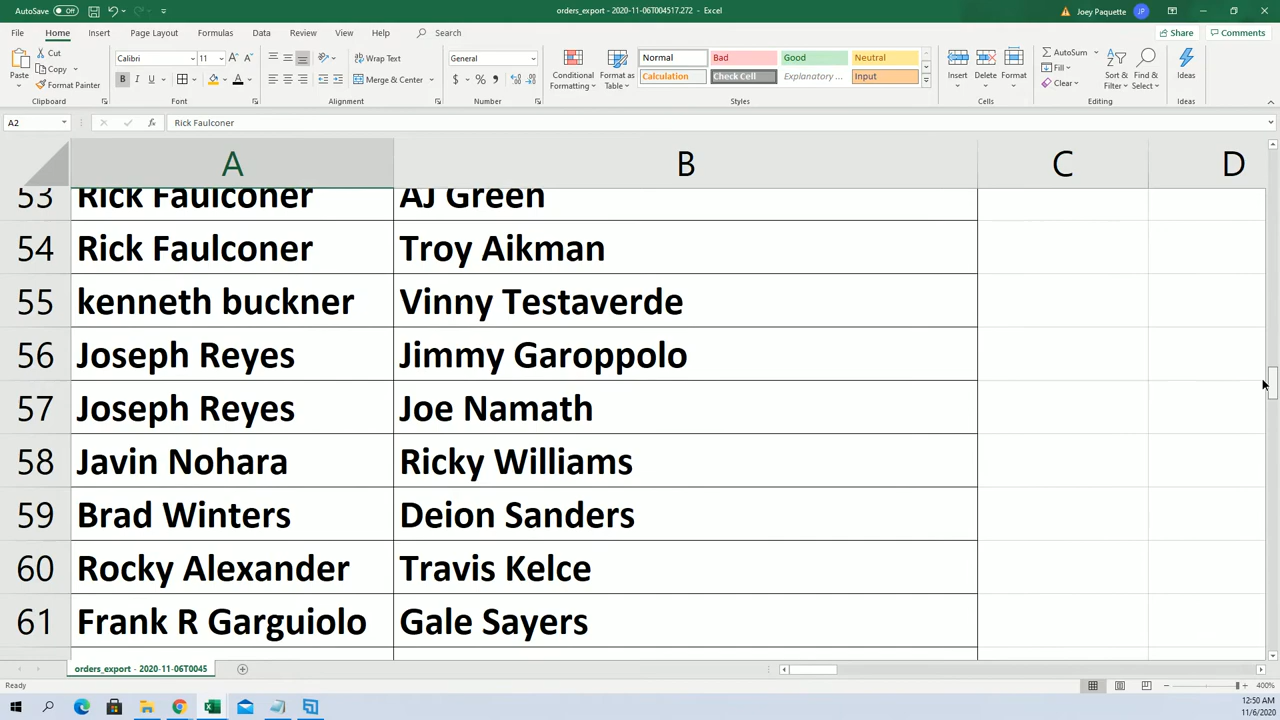 AutoSave Off
orders_export - 2020-11-06T004517.272 - Excel
Joey Paquette JP
File Home Insert Page Layout Formulas Data Review View Help Search
Share Comments
Paste
Cut
Copy
Format Painter
Clipboard
Calibri 11
B I U
Font
Wrap Text
Merge & Center
Alignment
General
$ % ,
Number
Conditional Formatting
Format as Table
Normal Bad Good Neutral
Calculation Check Cell Explanatory ... Input
Styles
Insert Delete Format
Cells
AutoSum
Fill
Clear
Sort & Filter
Find & Select
Editing
Ideas
Ideas
A2 fx Rick Faulconer
A B C D
53 Rick Faulconer AJ Green
54 Rick Faulconer Troy Aikman
55 kenneth buckner Vinny Testaverde
56 Joseph Reyes Jimmy Garoppolo
57 Joseph Reyes Joe Namath
58 Javin Nohara Ricky Williams
59 Brad Winters Deion Sanders
60 Rocky Alexander Travis Kelce
61 Frank R Garguiolo Gale Sayers
orders_export - 2020-11-06T0045
Ready
400%
12:50 AM
11/6/2020